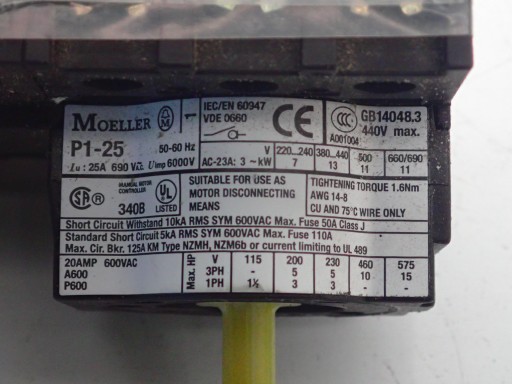 MOELLER
1
IEC/EN 60947
VDE 0660
CE
CCC
A001004
GB14048.3
440V max.
P1-25
50-60 Hz
Iu : 25A 690 V~ Uimp 6000V
V 220...240 380...440 500 660/690
AC-23A: 3 ~ kW 7 13 11 11
SA
MANUAL MOTOR
CONTROLLER
340B
UL
LISTED
SUITABLE FOR USE AS
MOTOR DISCONNECTING
MEANS
TIGHTENING TORQUE 1.6Nm
AWG 14-8
CU AND 75°C WIRE ONLY
Short Circuit Withstand 10kA RMS SYM 600VAC Max. Fuse 50A Class J
Standard Short Circuit 5kA RMS SYM 600VAC Max. Fuse 110A
Max. Cir. Bkr. 125A KM Type NZMH, NZM6b or current limiting to UL 489
20AMP 600VAC
A600
P600
Max. HP
V 115 200 230 460 575
3PH - 5 5 10 15
1PH 1½ 3 3 - -